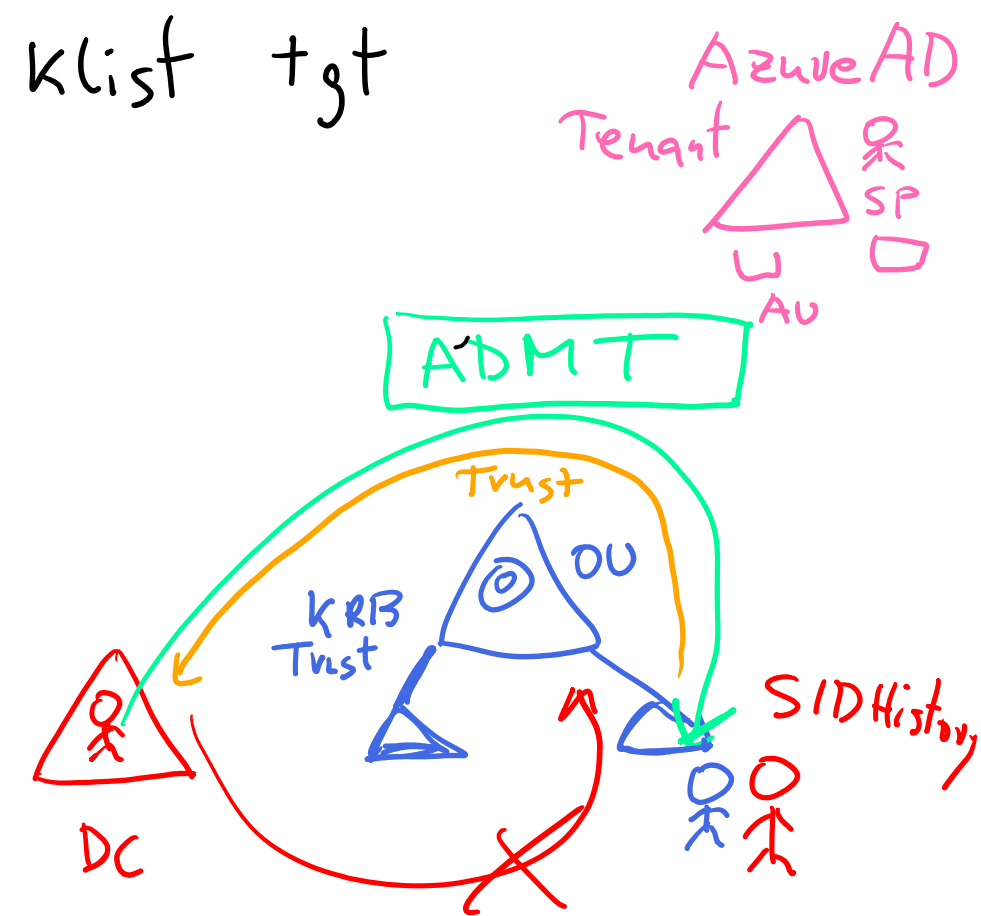 Klist tgt
Azure AD
Tenant
SP
AU
ADMT
Trust
OU
KRB
Trust
SIDHistory
DC